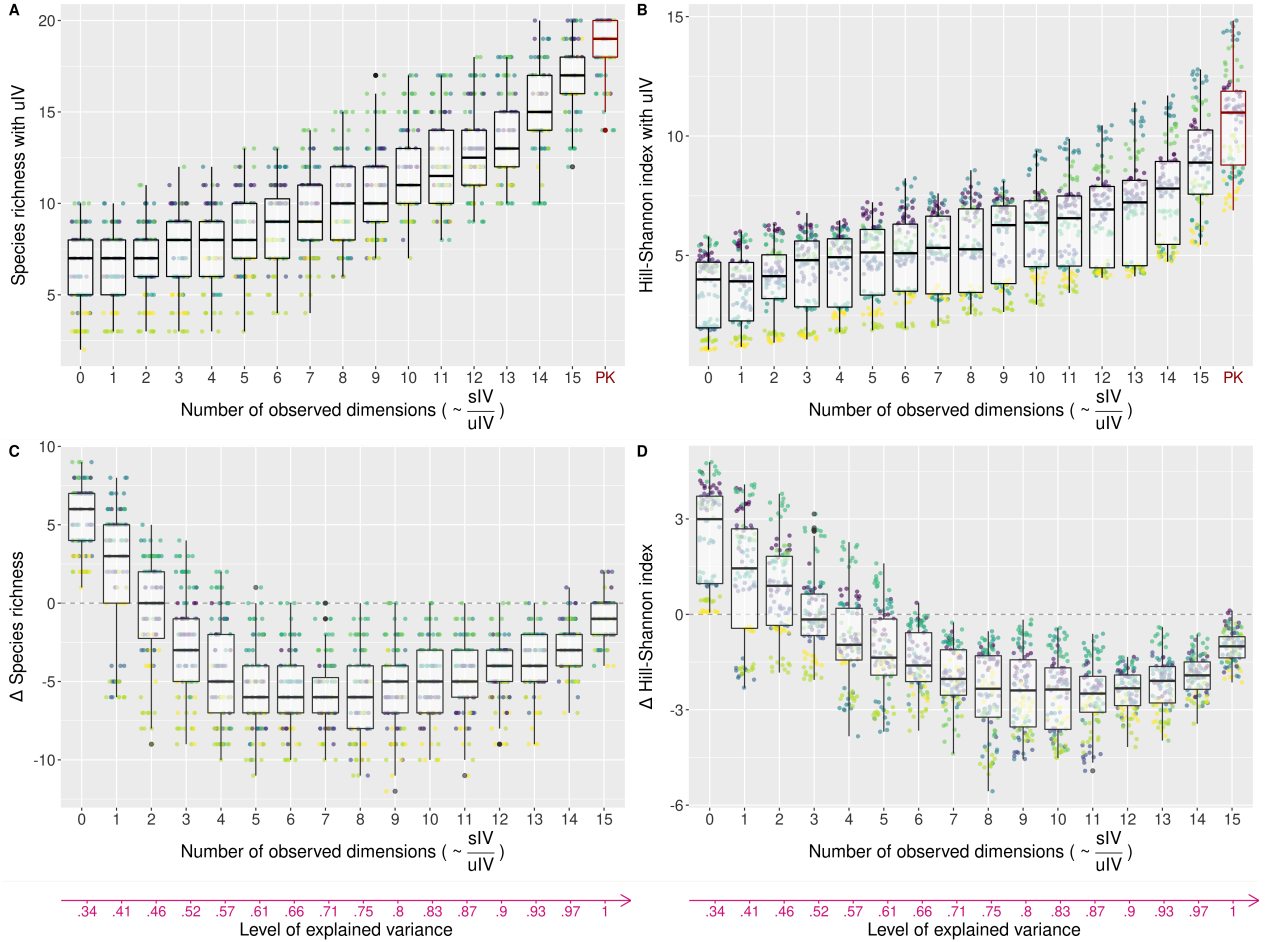 A
Species richness with uIV
20
15
10
5
0 1 2 3 4 5 6 7 8 9 10 11 12 13 14 15 PK
Number of observed dimensions ( ~ sIV/uIV )
B
Hill-Shannon index with uIV
15
10
5
0 1 2 3 4 5 6 7 8 9 10 11 12 13 14 15 PK
Number of observed dimensions ( ~ sIV/uIV )
C
Δ Species richness
10
5
0
-5
-10
0 1 2 3 4 5 6 7 8 9 10 11 12 13 14 15
Number of observed dimensions ( ~ sIV/uIV )
D
Δ Hill-Shannon index
3
0
-3
-6
0 1 2 3 4 5 6 7 8 9 10 11 12 13 14 15
Number of observed dimensions ( ~ sIV/uIV )
.34 .41 .46 .52 .57 .61 .66 .71 .75 .8 .83 .87 .9 .93 .97 1
Level of explained variance
.34 .41 .46 .52 .57 .61 .66 .71 .75 .8 .83 .87 .9 .93 .97 1
Level of explained variance